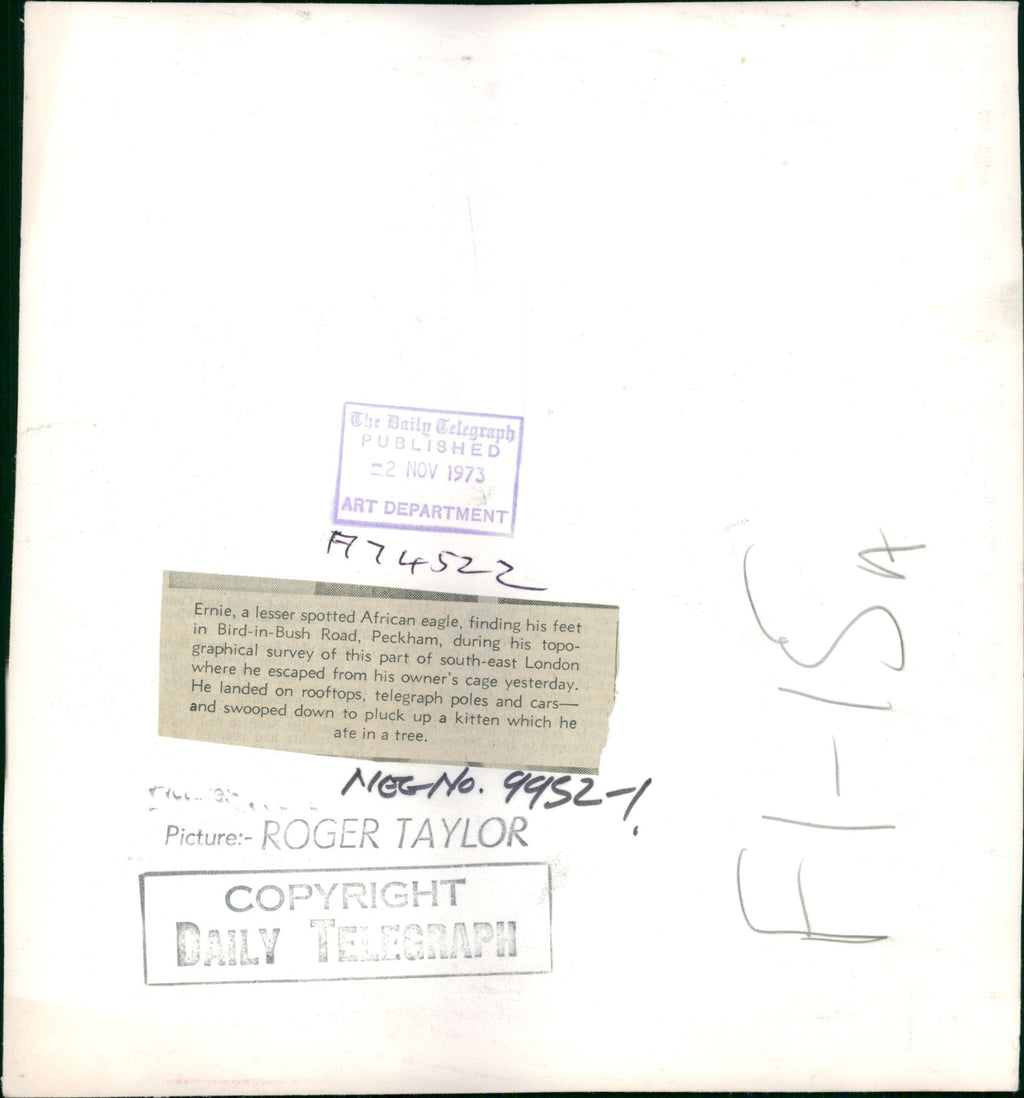 The Daily Telegraph
PUBLISHED
=2 NOV 1973
ART DEPARTMENT
A74522
Ernie, a lesser spotted African eagle, finding his feet
in Bird-in-Bush Road, Peckham, during his topo-
graphical survey of this part of south-east London
where he escaped from his owner's cage yesterday.
He landed on rooftops, telegraph poles and cars—
and swooped down to pluck up a kitten which he
ate in a tree.
NEG No. 9952-1
Picture:- ROGER TAYLOR
COPYRIGHT
DAILY TELEGRAPH